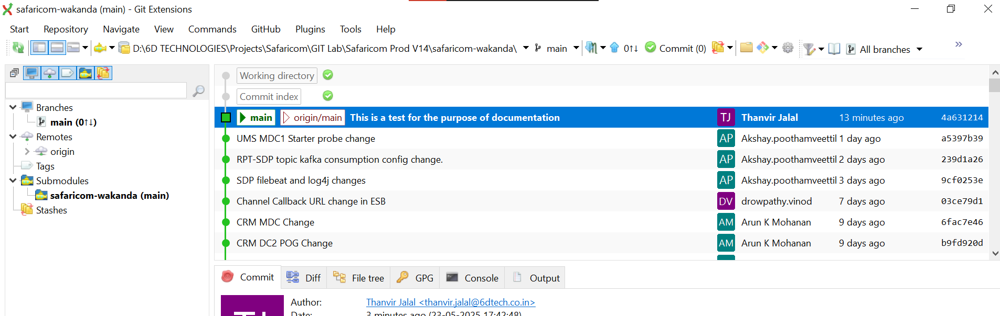 safaricom-wakanda (main) - Git Extensions
Start Repository Navigate View Commands GitHub Plugins Tools Help
D:\6D TECHNOLOGIES\Projects\Safaricom\GIT Lab\Safaricom Prod V14\safaricom-wakanda\ main 0↑↓ Commit (0) All branches »
Branches
main (0↑↓)
Remotes
origin
Tags
Submodules
safaricom-wakanda (main)
Stashes
Working directory
Commit index
main origin/main This is a test for the purpose of documentation TJ Thanvir Jalal 13 minutes ago 4a631214
UMS MDC1 Starter probe change AP Akshay.poothamveettil 1 day ago a5397b39
RPT-SDP topic kafka consumption config change. AP Akshay.poothamveettil 2 days ago 239d1a26
SDP filebeat and log4j changes AP Akshay.poothamveettil 3 days ago 9cf0253e
Channel Callback URL change in ESB DV drowpathy.vinod 7 days ago 03ce79d1
CRM MDC Change AM Arun K Mohanan 9 days ago 6fac7e46
CRM DC2 POG Change AM Arun K Mohanan 9 days ago b9fd920d
Commit Diff File tree GPG Console Output
Author: Thanvir Jalal <thanvir.jalal@6dtech.co.in>
Date: 3 minutes ago (23-05-2025 17:42:48)